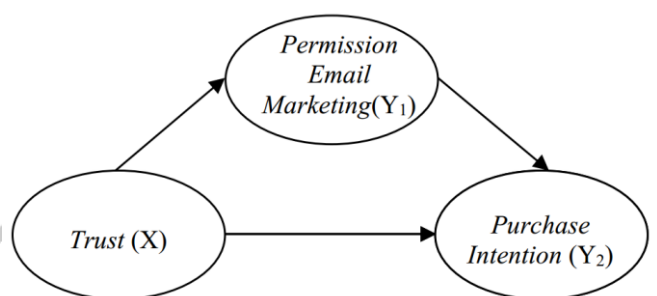 Permission
Email
Marketing(Y₁)
Trust (X)
Purchase
Intention (Y₂)